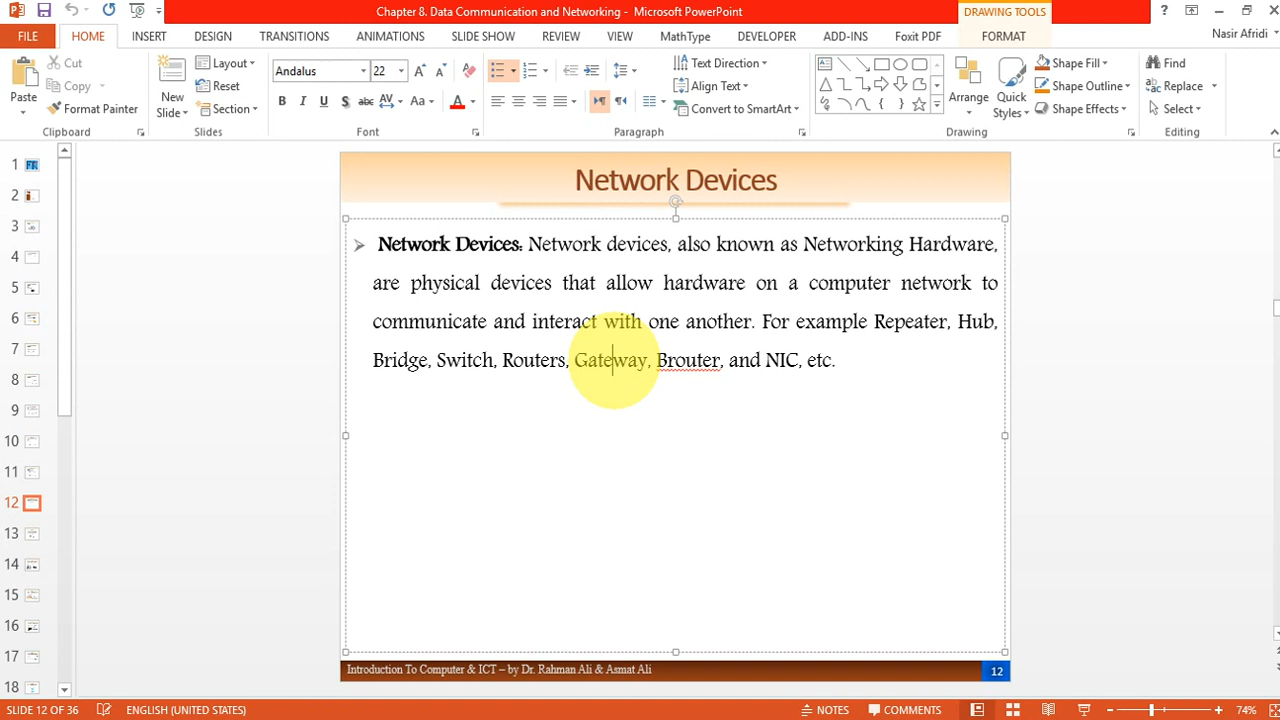 Chapter 8. Data Communication and Networking - Microsoft PowerPoint
DRAWING TOOLS
FILE HOME INSERT DESIGN TRANSITIONS ANIMATIONS SLIDE SHOW REVIEW VIEW MathType DEVELOPER ADD-INS Foxit PDF FORMAT Nasir Afridi
Paste Cut Copy Format Painter
New Slide Layout Reset Section
Andalus 22
B I U S abc AV Aa A
Text Direction Align Text Convert to SmartArt
Arrange Quick Styles Shape Fill Shape Outline Shape Effects
Find Replace Select
Clipboard Slides Font Paragraph Drawing Editing
1
2
3
4
5
6
7
8
9
10
11
12
13
14
15
16
17
18
Network Devices
Network Devices: Network devices, also known as Networking Hardware,
are physical devices that allow hardware on a computer network to
communicate and interact with one another. For example Repeater, Hub,
Bridge, Switch, Routers, Gateway, Brouter, and NIC, etc.
Introduction To Computer & ICT – by Dr. Rahman Ali & Asmat Ali 12
SLIDE 12 OF 36 ENGLISH (UNITED STATES) NOTES COMMENTS 74%